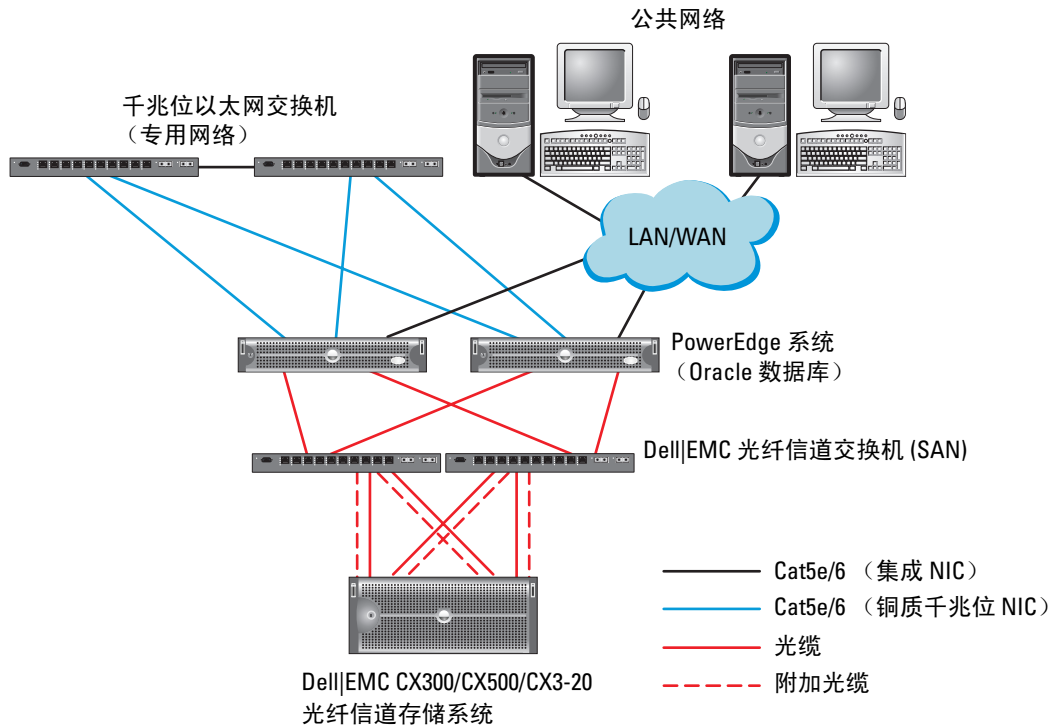 公共网络
千兆位以太网交换机
（专用网络）
LAN/WAN
PowerEdge 系统
（Oracle 数据库）
Dell|EMC 光纤信道交换机 (SAN)
Cat5e/6 （集成 NIC）
Cat5e/6 （铜质千兆位 NIC）
光缆
附加光缆
Dell|EMC CX300/CX500/CX3-20
光纤信道存储系统